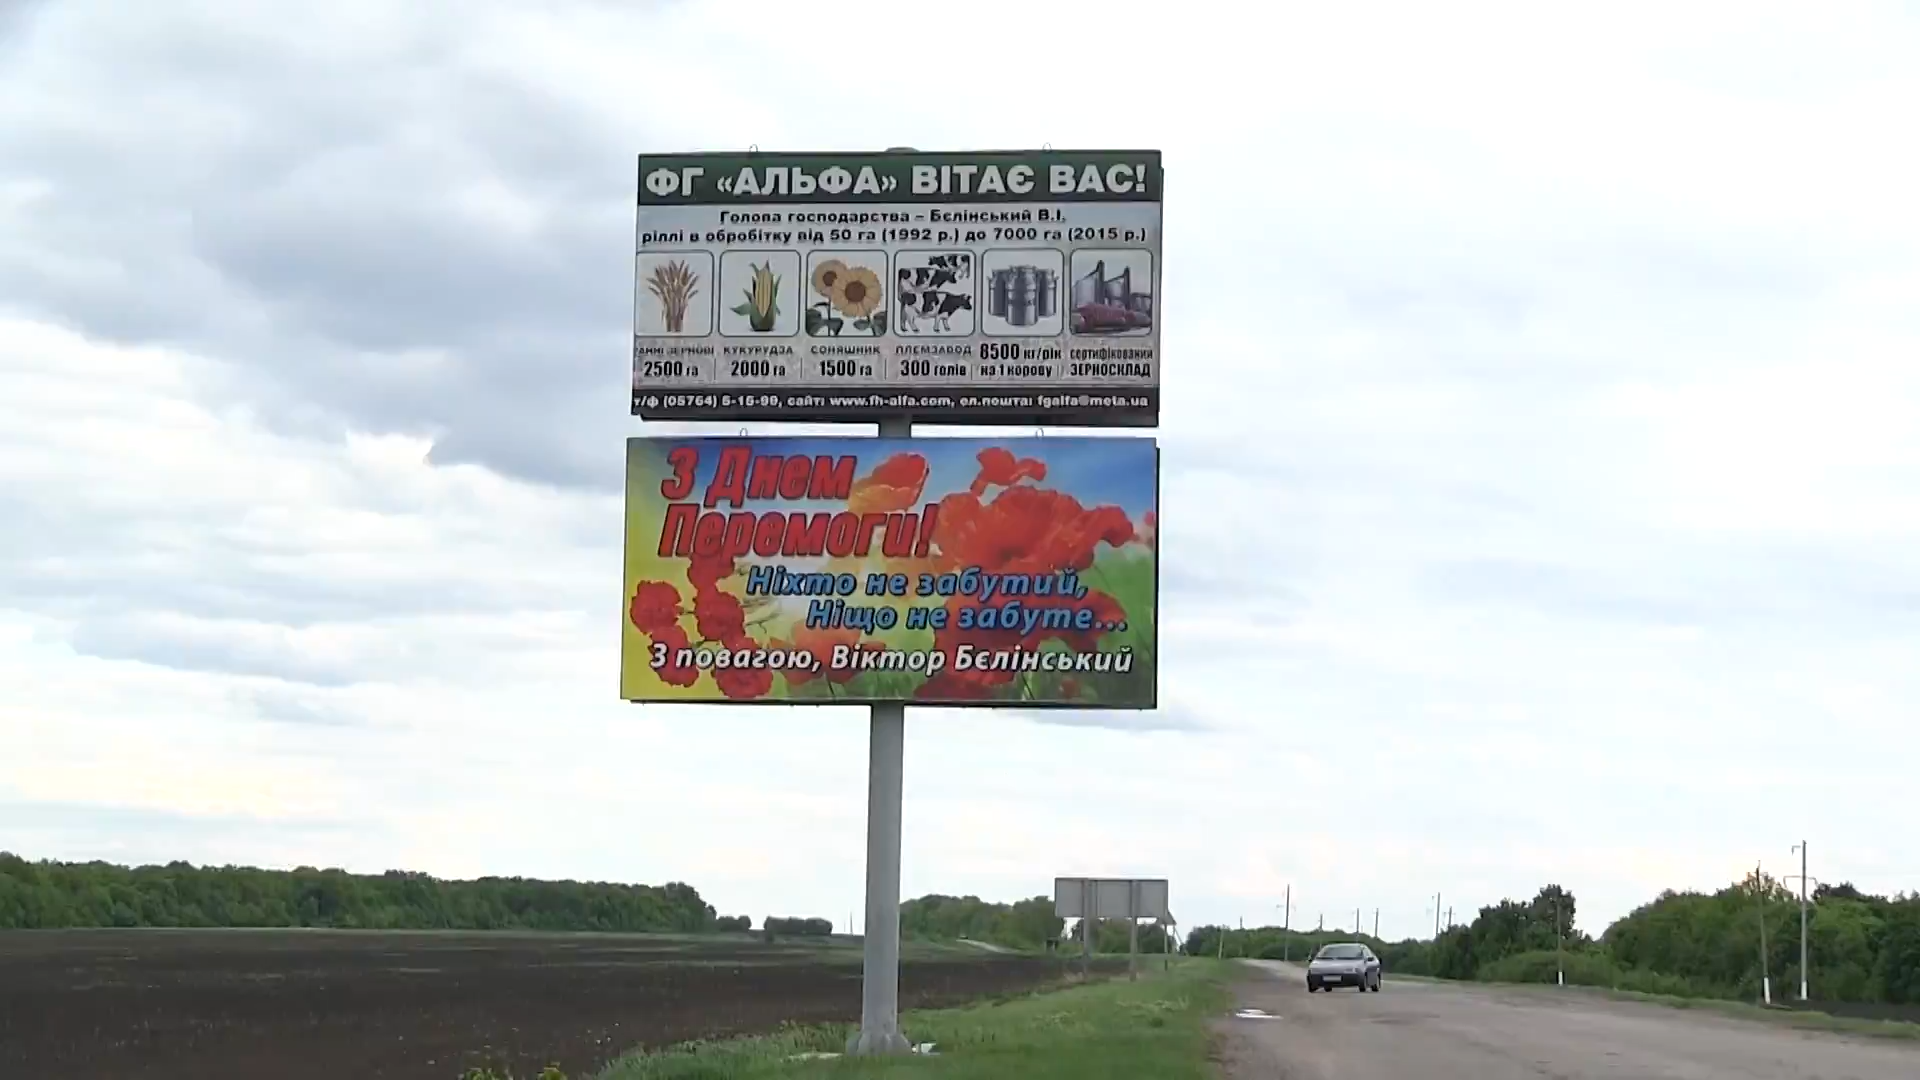 ФГ «АЛЬФА» ВІТАЄ ВАС!
Голова господарства – Бєлінський В.І.
ріллі в обробітку від 50 га (1992 р.) до 7000 га (2015 р.)
КУКУРУДЗА СОНЯШНИК ПЛЕМЗАВОД 8500 кг/рік сертифікований
2500 га 2000 га 1500 га 300 голів на 1 корову ЗЕРНОСКЛАД
т/ф (05764) 5-15-99, сайт: www.fh-alfa.com, ел.пошта: fgalfa@meta.ua
З Днем
Перемоги!
Ніхто не забутий,
Ніщо не забуте...
З повагою, Віктор Бєлінський